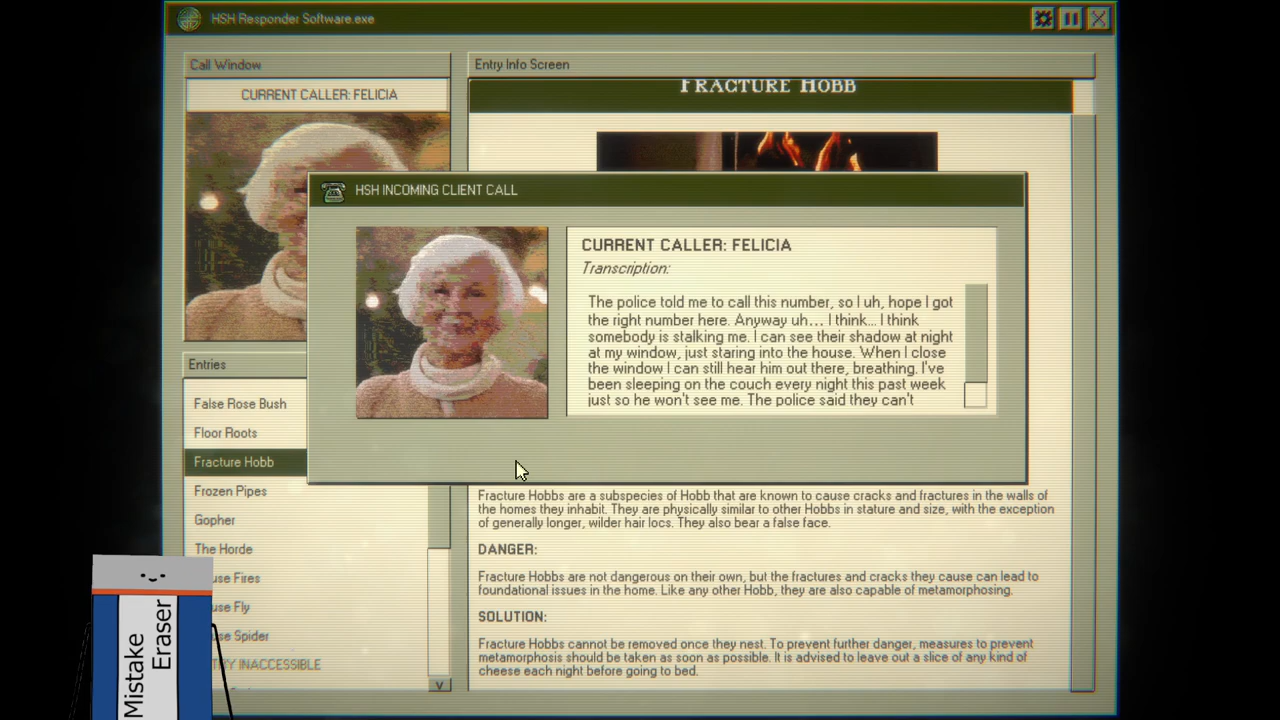 HSH Responder Software.exe
Call Window
Entry Info Screen
CURRENT CALLER: FELICIA
FRACTURE HOBB
HSH INCOMING CLIENT CALL
CURRENT CALLER: FELICIA
Transcription:
The police told me to call this number, so I uh, hope I got
the right number here. Anyway uh... I think... I think
somebody is stalking me. I can see their shadow at night
at my window, just staring into the house. When I close
the window I can still hear him out there, breathing. I've
been sleeping on the couch every night this past week
just so he won't see me. The police said they can't
Entries
False Rose Bush
Floor Roots
Fracture Hobb
Frozen Pipes
Gopher
The Horde
use Fires
use Fly
use Spider
TRY INACCESSIBLE
V
Fracture Hobbs are a subspecies of Hobb that are known to cause cracks and fractures in the walls of
the homes they inhabit. They are physically similar to other Hobbs in stature and size, with the exception
of generally longer, wilder hair locs. They also bear a false face.
DANGER:
Fracture Hobbs are not dangerous on their own, but the fractures and cracks they cause can lead to
foundational issues in the home. Like any other Hobb, they are also capable of metamorphosing.
SOLUTION:
Fracture Hobbs cannot be removed once they nest. To prevent further danger, measures to prevent
metamorphosis should be taken as soon as possible. It is advised to leave out a slice of any kind of
cheese each night before going to bed.
Mistake
Eraser